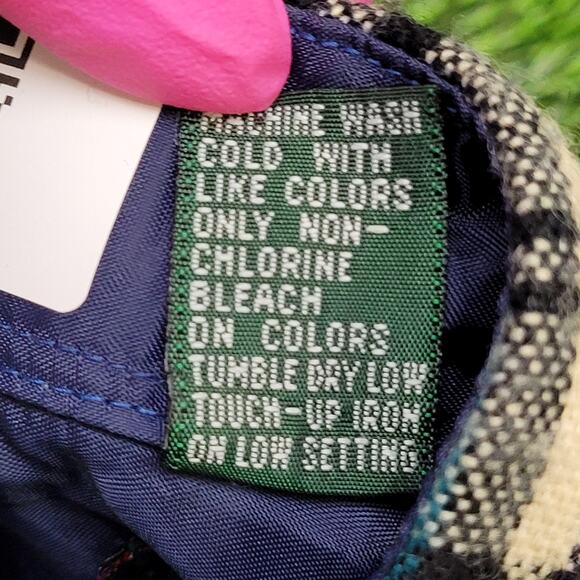 MACHINE WASH
COLD WITH
LIKE COLORS
ONLY NON-
CHLORINE
BLEACH
ON COLORS
TUMBLE DRY LOW
TOUCH-UP IRON
ON LOW SETTING